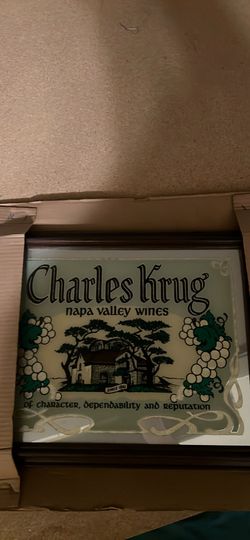 Charles Krug
napa valley wines
of character, dependability and reputation